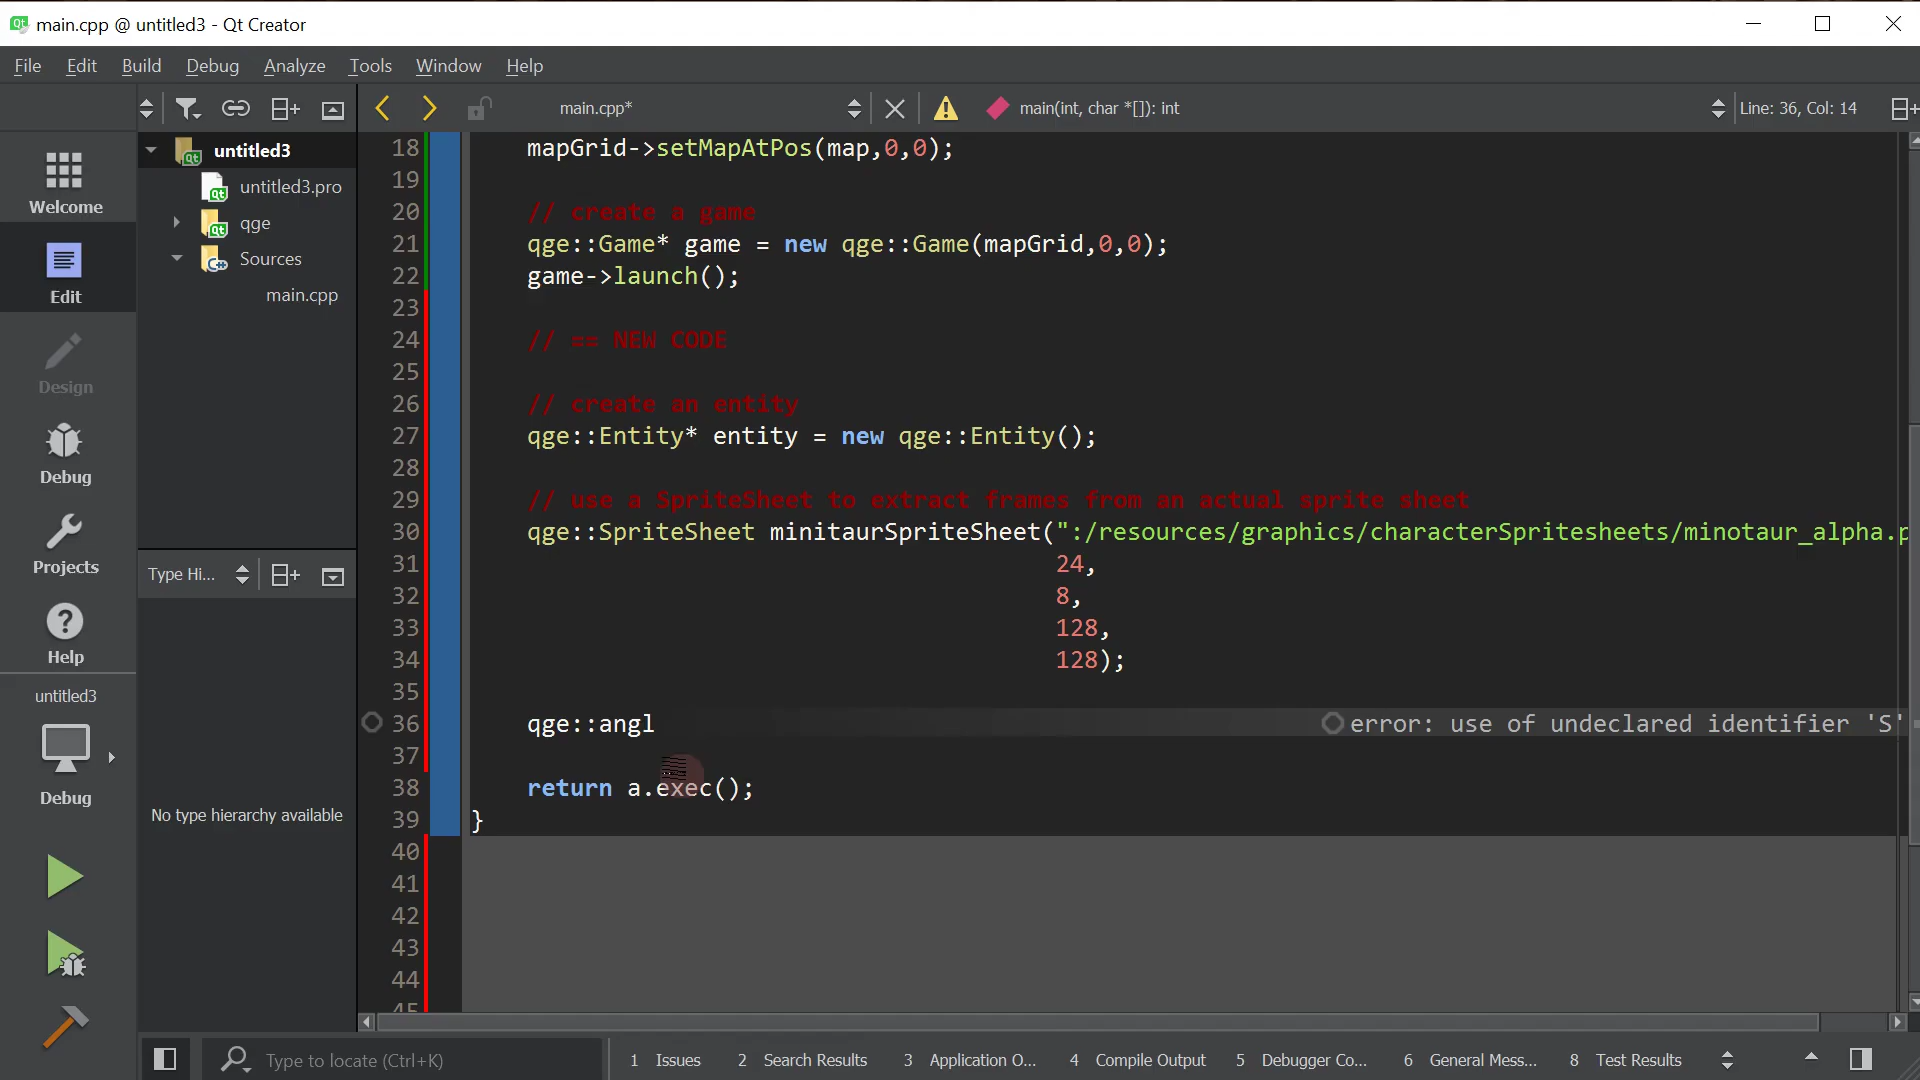 main.cpp @ untitled3 - Qt Creator
File Edit Build Debug Analyze Tools Window Help
main.cpp* main(int, char *[]): int Line: 36, Col: 14
Welcome
Edit
Design
Debug
Projects
Help
untitled3
Debug
untitled3
untitled3.pro
qge
Sources
main.cpp
Type Hi...
No type hierarchy available
18 mapGrid->setMapAtPos(map,0,0);
19
20 // create a game
21 qge::Game* game = new qge::Game(mapGrid,0,0);
22 game->launch();
23
24 // == NEW CODE
25
26 // create an entity
27 qge::Entity* entity = new qge::Entity();
28
29 // use a SpriteSheet to extract frames from an actual sprite sheet
30 qge::SpriteSheet minitaurSpriteSheet(":/resources/graphics/characterSpritesheets/minotaur_alpha.p
31 24,
32 8,
33 128,
34 128);
35
36 qge::angl error: use of undeclared identifier 'S'
37
38 return a.exec();
39 }
40
41
42
43
44
45
Type to locate (Ctrl+K) 1 Issues 2 Search Results 3 Application O... 4 Compile Output 5 Debugger Co... 6 General Mess... 8 Test Results